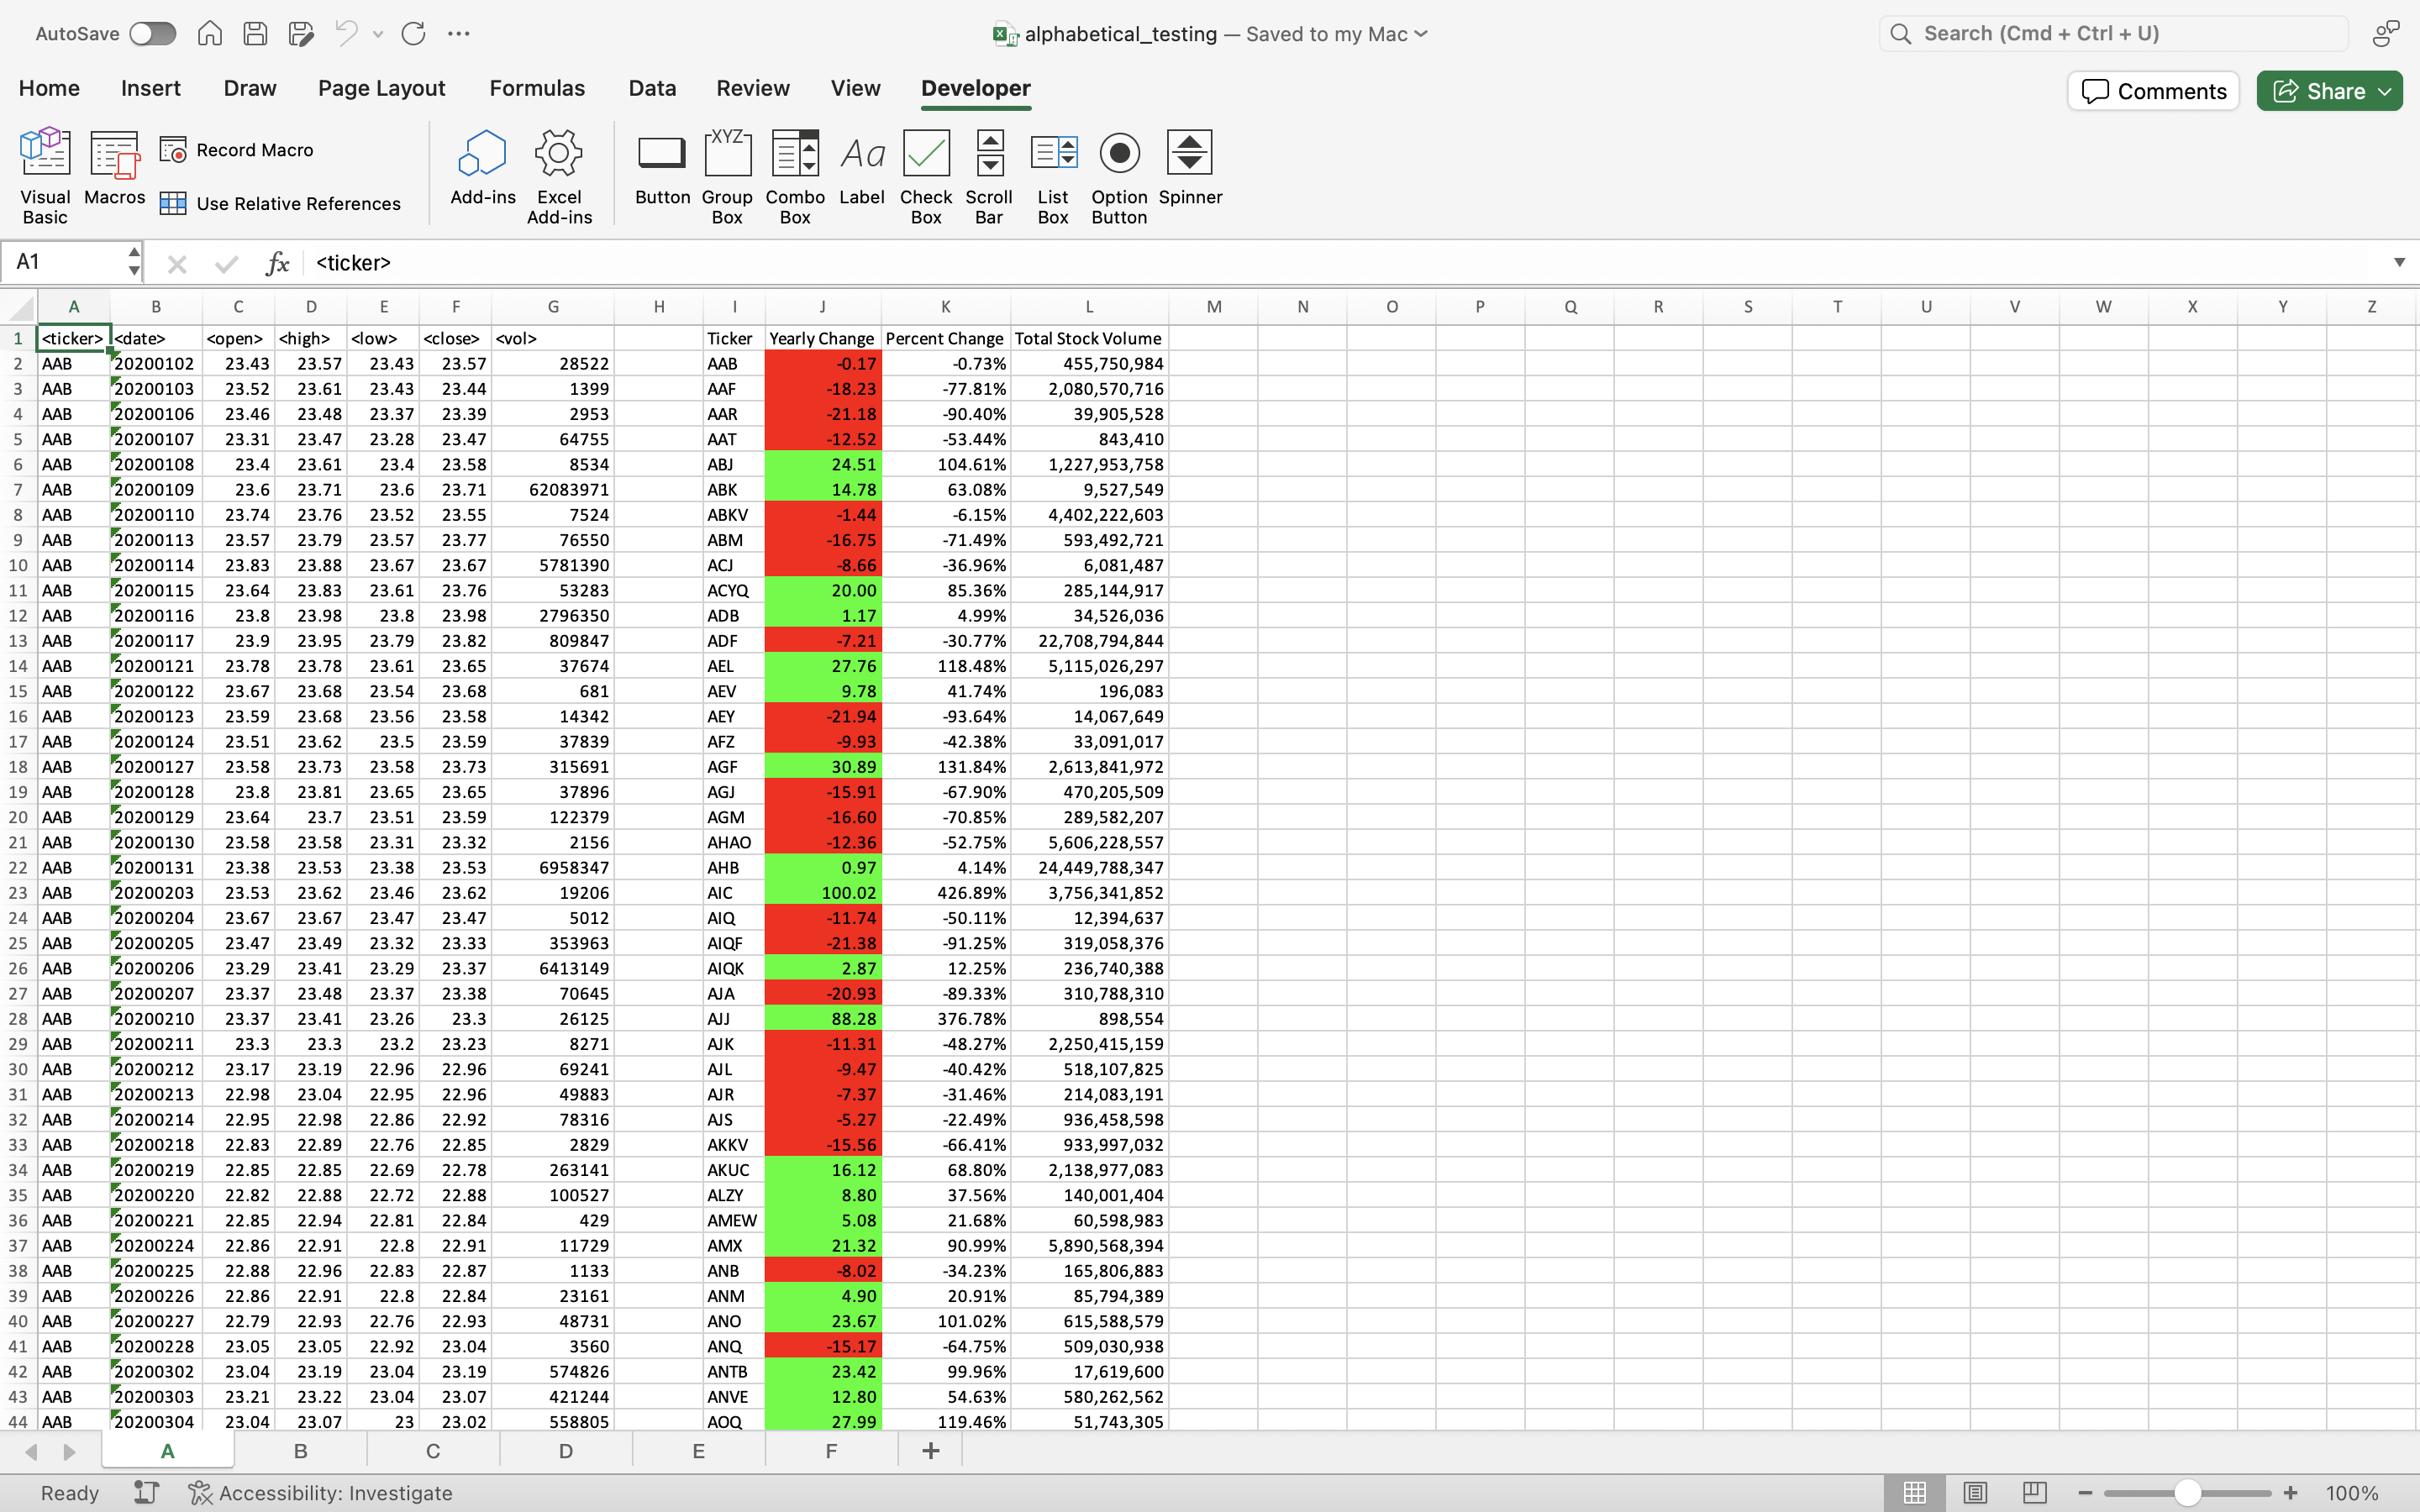 AutoSave
alphabetical_testing — Saved to my Mac
Search (Cmd + Ctrl + U)
Home Insert Draw Page Layout Formulas Data Review View Developer
Comments Share
Visual Basic
Macros
Record Macro
Use Relative References
Add-ins
Excel Add-ins
Button
XYZ
Group Box
Combo Box
Aa
Label
Check Box
Scroll Bar
List Box
Option Button
Spinner
A1 fx <ticker>
A B C D E F G H I J K L M N O P Q R S T U V W X Y Z
1 <ticker> <date> <open> <high> <low> <close> <vol> Ticker Yearly Change Percent Change Total Stock Volume
2 AAB 20200102 23.43 23.57 23.43 23.57 28522 AAB -0.17 -0.73% 455,750,984
3 AAB 20200103 23.52 23.61 23.43 23.44 1399 AAF -18.23 -77.81% 2,080,570,716
4 AAB 20200106 23.46 23.48 23.37 23.39 2953 AAR -21.18 -90.40% 39,905,528
5 AAB 20200107 23.31 23.47 23.28 23.47 64755 AAT -12.52 -53.44% 843,410
6 AAB 20200108 23.4 23.61 23.4 23.58 8534 ABJ 24.51 104.61% 1,227,953,758
7 AAB 20200109 23.6 23.71 23.6 23.71 62083971 ABK 14.78 63.08% 9,527,549
8 AAB 20200110 23.74 23.76 23.52 23.55 7524 ABKV -1.44 -6.15% 4,402,222,603
9 AAB 20200113 23.57 23.79 23.57 23.77 76550 ABM -16.75 -71.49% 593,492,721
10 AAB 20200114 23.83 23.88 23.67 23.67 5781390 ACJ -8.66 -36.96% 6,081,487
11 AAB 20200115 23.64 23.83 23.61 23.76 53283 ACYQ 20.00 85.36% 285,144,917
12 AAB 20200116 23.8 23.98 23.8 23.98 2796350 ADB 1.17 4.99% 34,526,036
13 AAB 20200117 23.9 23.95 23.79 23.82 809847 ADF -7.21 -30.77% 22,708,794,844
14 AAB 20200121 23.78 23.78 23.61 23.65 37674 AEL 27.76 118.48% 5,115,026,297
15 AAB 20200122 23.67 23.68 23.54 23.68 681 AEV 9.78 41.74% 196,083
16 AAB 20200123 23.59 23.68 23.56 23.58 14342 AEY -21.94 -93.64% 14,067,649
17 AAB 20200124 23.51 23.62 23.5 23.59 37839 AFZ -9.93 -42.38% 33,091,017
18 AAB 20200127 23.58 23.73 23.58 23.73 315691 AGF 30.89 131.84% 2,613,841,972
19 AAB 20200128 23.8 23.81 23.65 23.65 37896 AGJ -15.91 -67.90% 470,205,509
20 AAB 20200129 23.64 23.7 23.51 23.59 122379 AGM -16.60 -70.85% 289,582,207
21 AAB 20200130 23.58 23.58 23.31 23.32 2156 AHAO -12.36 -52.75% 5,606,228,557
22 AAB 20200131 23.38 23.53 23.38 23.53 6958347 AHB 0.97 4.14% 24,449,788,347
23 AAB 20200203 23.53 23.62 23.46 23.62 19206 AIC 100.02 426.89% 3,756,341,852
24 AAB 20200204 23.67 23.67 23.47 23.47 5012 AIQ -11.74 -50.11% 12,394,637
25 AAB 20200205 23.47 23.49 23.32 23.33 353963 AIQF -21.38 -91.25% 319,058,376
26 AAB 20200206 23.29 23.41 23.29 23.37 6413149 AIQK 2.87 12.25% 236,740,388
27 AAB 20200207 23.37 23.48 23.37 23.38 70645 AJA -20.93 -89.33% 310,788,310
28 AAB 20200210 23.37 23.41 23.26 23.3 26125 AJJ 88.28 376.78% 898,554
29 AAB 20200211 23.3 23.3 23.2 23.23 8271 AJK -11.31 -48.27% 2,250,415,159
30 AAB 20200212 23.17 23.19 22.96 22.96 69241 AJL -9.47 -40.42% 518,107,825
31 AAB 20200213 22.98 23.04 22.95 22.96 49883 AJR -7.37 -31.46% 214,083,191
32 AAB 20200214 22.95 22.98 22.86 22.92 78316 AJS -5.27 -22.49% 936,458,598
33 AAB 20200218 22.83 22.89 22.76 22.85 2829 AKKV -15.56 -66.41% 933,997,032
34 AAB 20200219 22.85 22.85 22.69 22.78 263141 AKUC 16.12 68.80% 2,138,977,083
35 AAB 20200220 22.82 22.88 22.72 22.88 100527 ALZY 8.80 37.56% 140,001,404
36 AAB 20200221 22.85 22.94 22.81 22.84 429 AMEW 5.08 21.68% 60,598,983
37 AAB 20200224 22.86 22.91 22.8 22.91 11729 AMX 21.32 90.99% 5,890,568,394
38 AAB 20200225 22.88 22.96 22.83 22.87 1133 ANB -8.02 -34.23% 165,806,883
39 AAB 20200226 22.86 22.91 22.8 22.84 23161 ANM 4.90 20.91% 85,794,389
40 AAB 20200227 22.79 22.93 22.76 22.93 48731 ANO 23.67 101.02% 615,588,579
41 AAB 20200228 23.05 23.05 22.92 23.04 3560 ANQ -15.17 -64.75% 509,030,938
42 AAB 20200302 23.04 23.19 23.04 23.19 574826 ANTB 23.42 99.96% 17,619,600
43 AAB 20200303 23.21 23.22 23.04 23.07 421244 ANVE 12.80 54.63% 580,262,562
44 AAB 20200304 23.04 23.07 23 23.02 558805 AOQ 27.99 119.46% 51,743,305
A B C D E F
Ready Accessibility: Investigate 100%